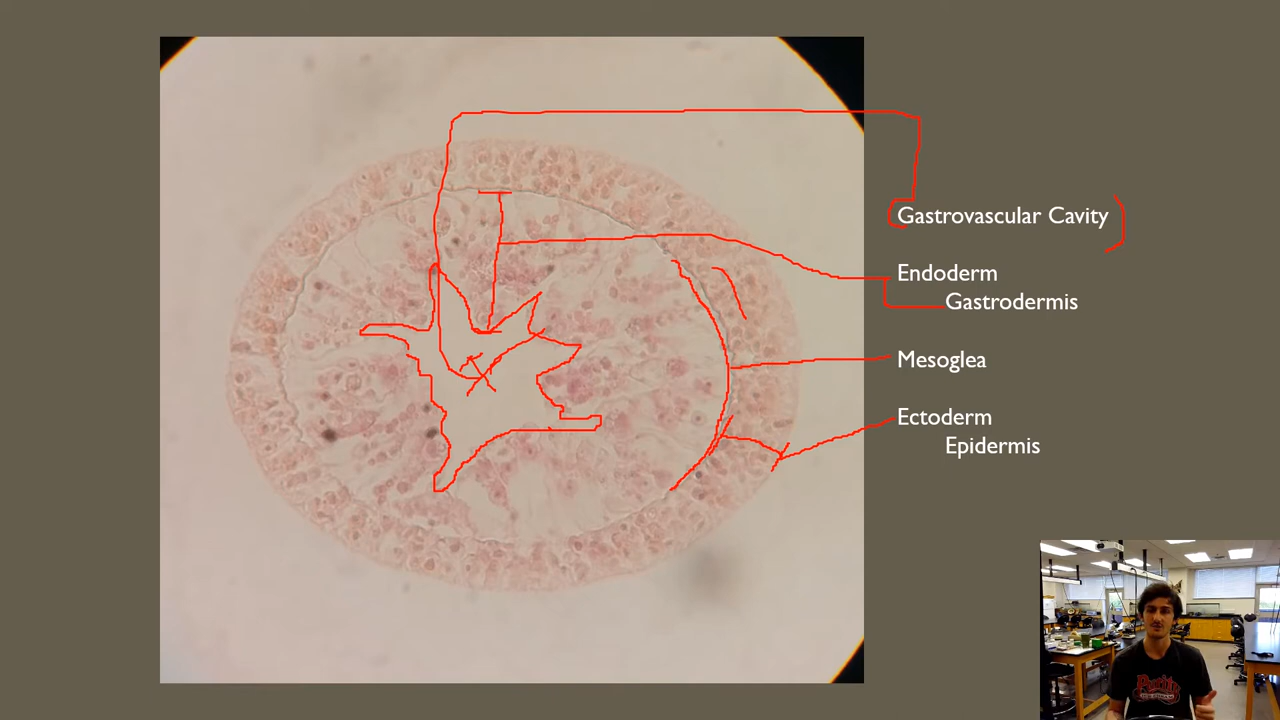 Gastrovascular Cavity
Endoderm
Gastrodermis
Mesoglea
Ectoderm
Epidermis